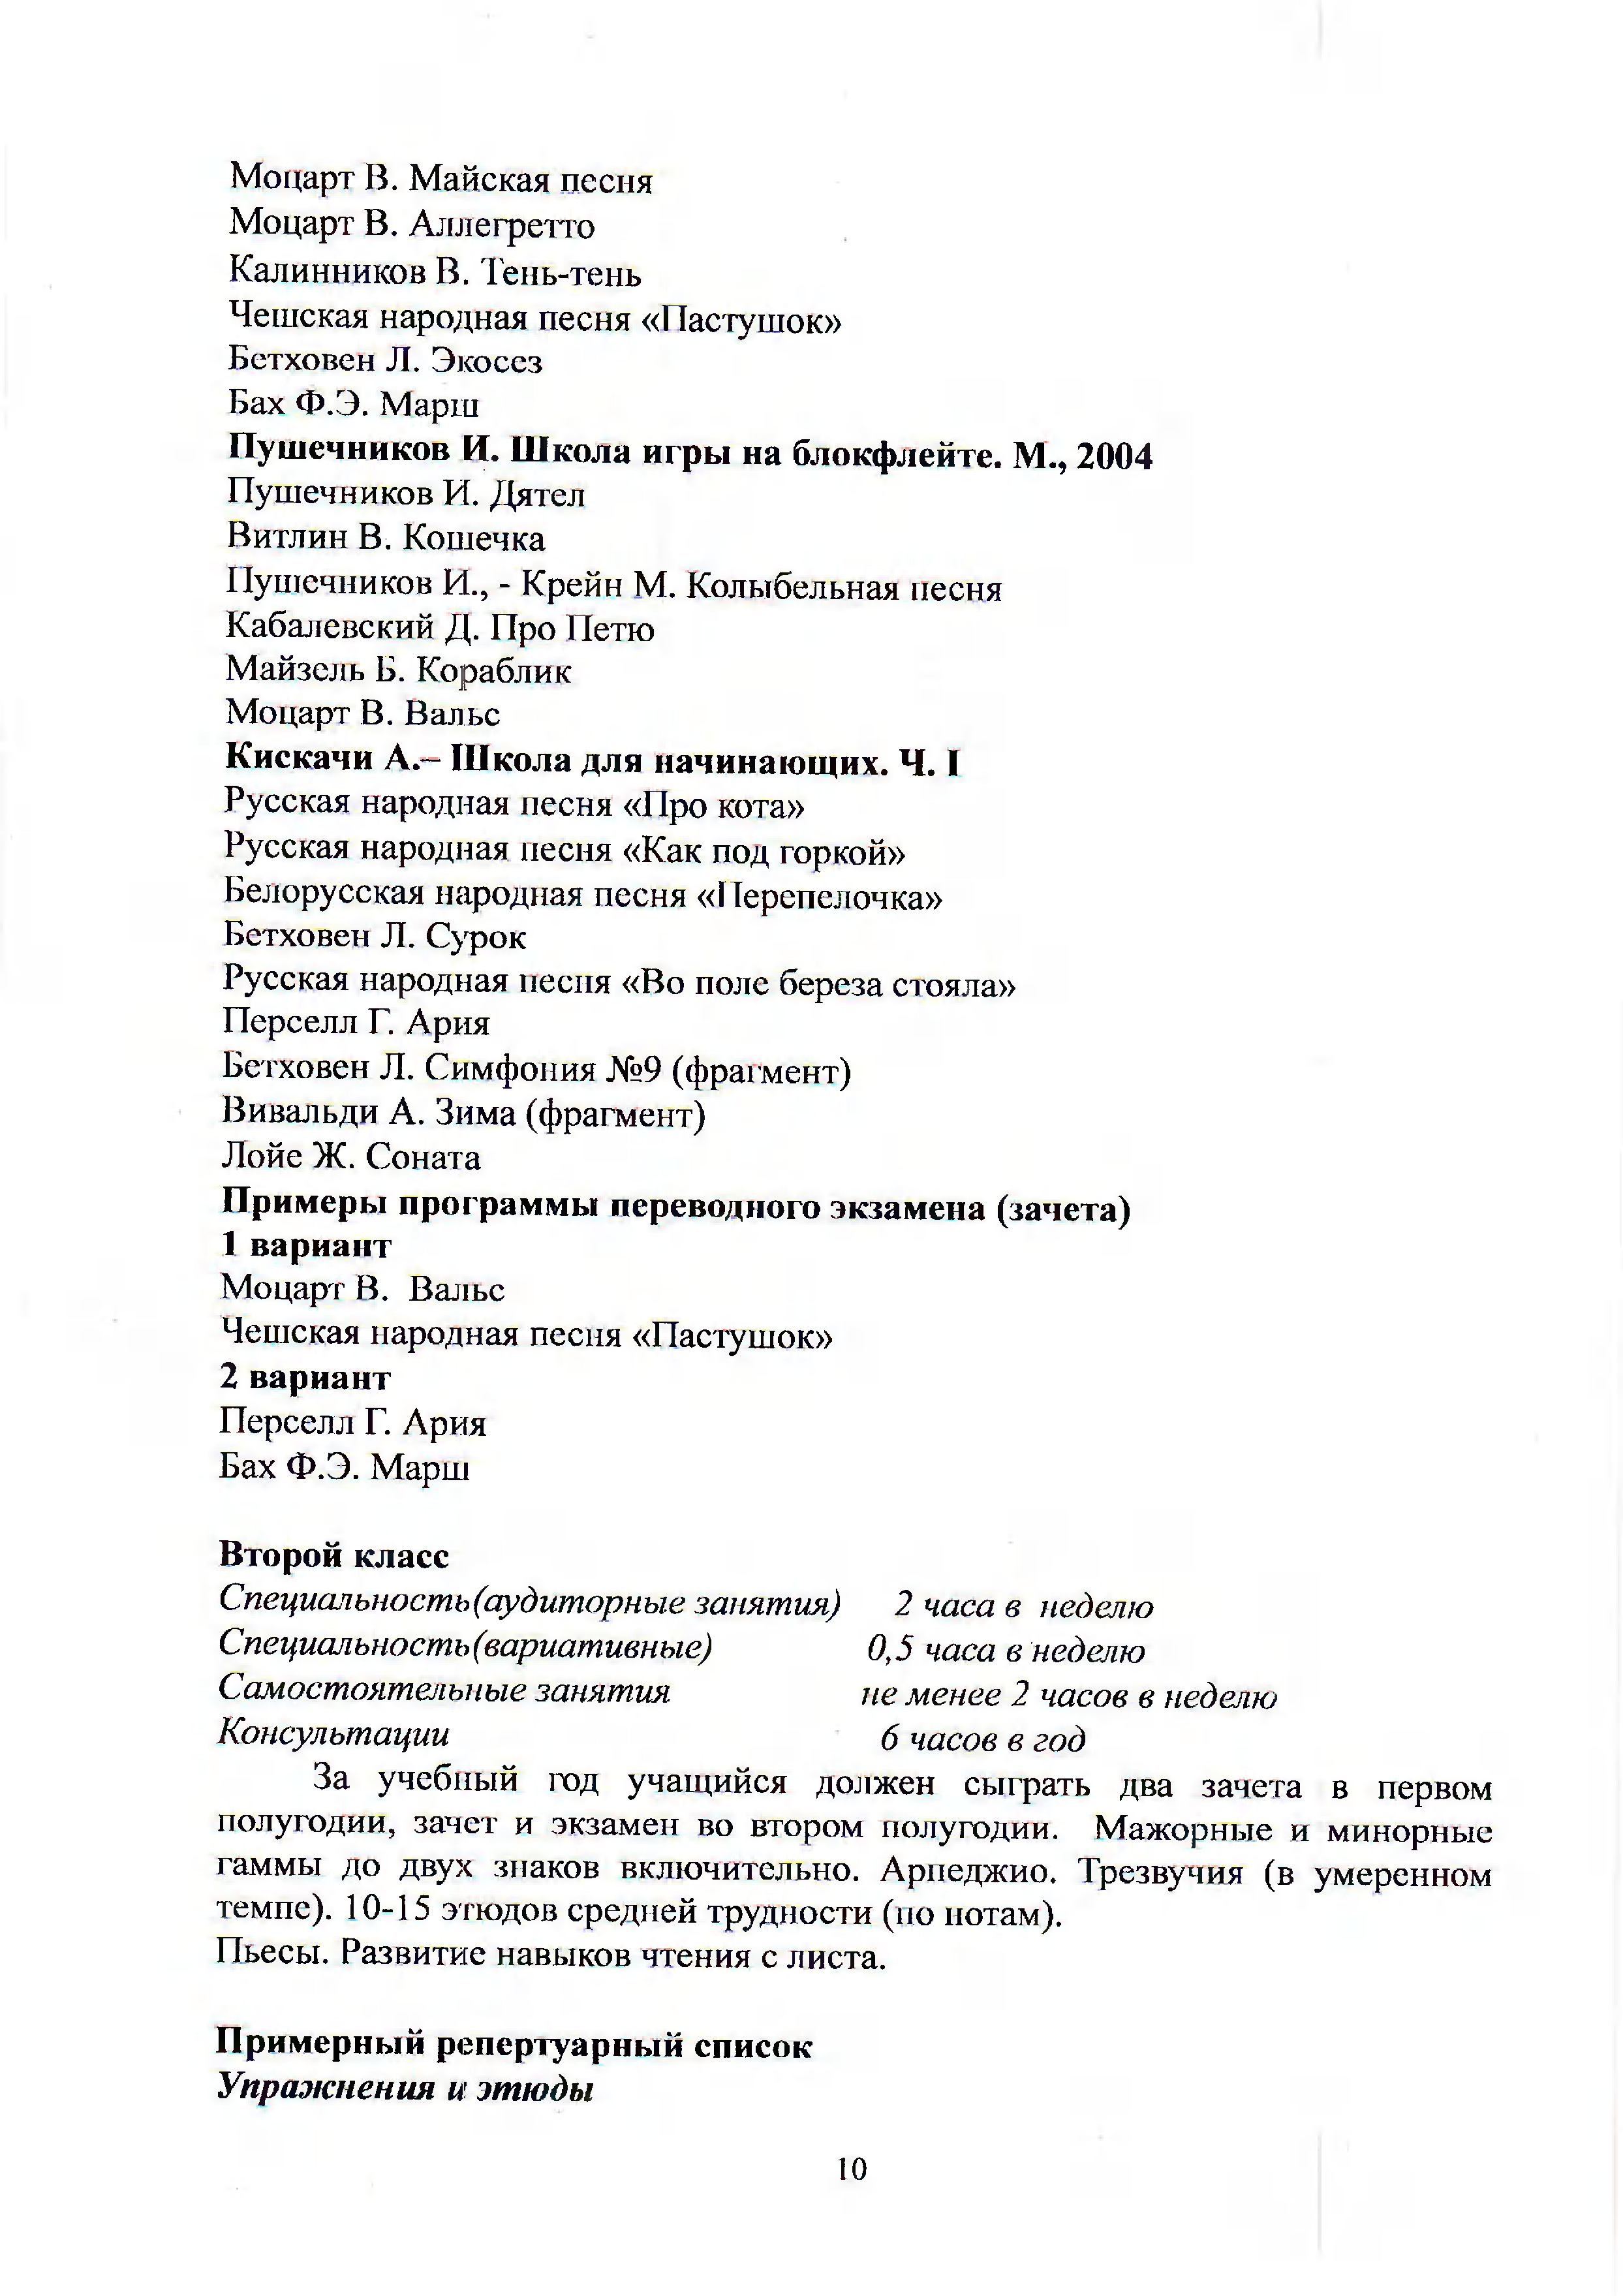 Моцарт В. Майская песня
Моцарт В. Аллегретто
Калинников В. Тень-тень
Чешская народная песня «Пастушок»
Бетховен Л. Экосез
Бах Ф.Э. Марш
Пушечников И. Школа игры на блокфлейте. М., 2004
Пушечников И. Дятел
Витлин В. Кошечка
Пушечников И., - Крейн М. Колыбельная песня
Кабалевский Д. Про Петю
Майзель Б. Кораблик
Моцарт В. Вальс
Кискачи А.– Школа для начинающих. Ч. I
Русская народная песня «Про кота»
Русская народная песня «Как под горкой»
Белорусская народная песня «Перепелочка»
Бетховен Л. Сурок
Русская народная песня «Во поле береза стояла»
Перселл Г. Ария
Бетховен Л. Симфония №9 (фрагмент)
Вивальди А. Зима (фрагмент)
Лойе Ж. Соната
Примеры программы переводного экзамена (зачета)
1 вариант
Моцарт В. Вальс
Чешская народная песня «Пастушок»
2 вариант
Перселл Г. Ария
Бах Ф.Э. Марш
Второй класс
Специальность(аудиторные занятия) 2 часа в неделю
Специальность(вариативные) 0,5 часа в неделю
Самостоятельные занятия не менее 2 часов в неделю
Консультации 6 часов в год
За учебный год учащийся должен сыграть два зачета в первом
полугодии, зачет и экзамен во втором полугодии. Мажорные и минорные
гаммы до двух знаков включительно. Арпеджио. Трезвучия (в умеренном
темпе). 10-15 этюдов средней трудности (по нотам).
Пьесы. Развитие навыков чтения с листа.
Примерный репертуарный список
Упражнения и этюды
10